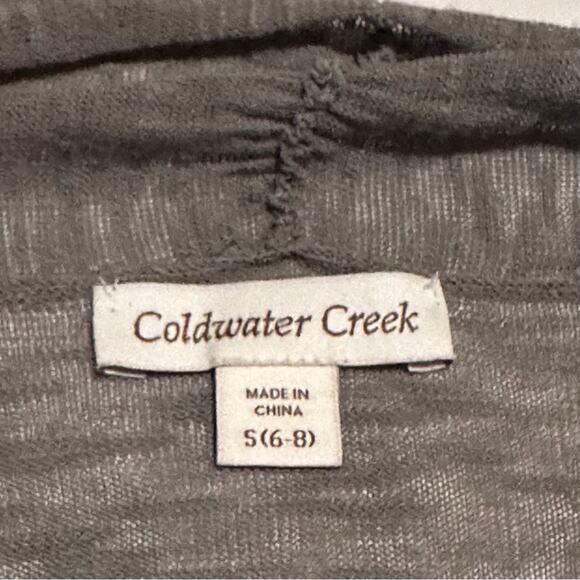 Coldwater Creek
MADE IN
CHINA
S(6-8)